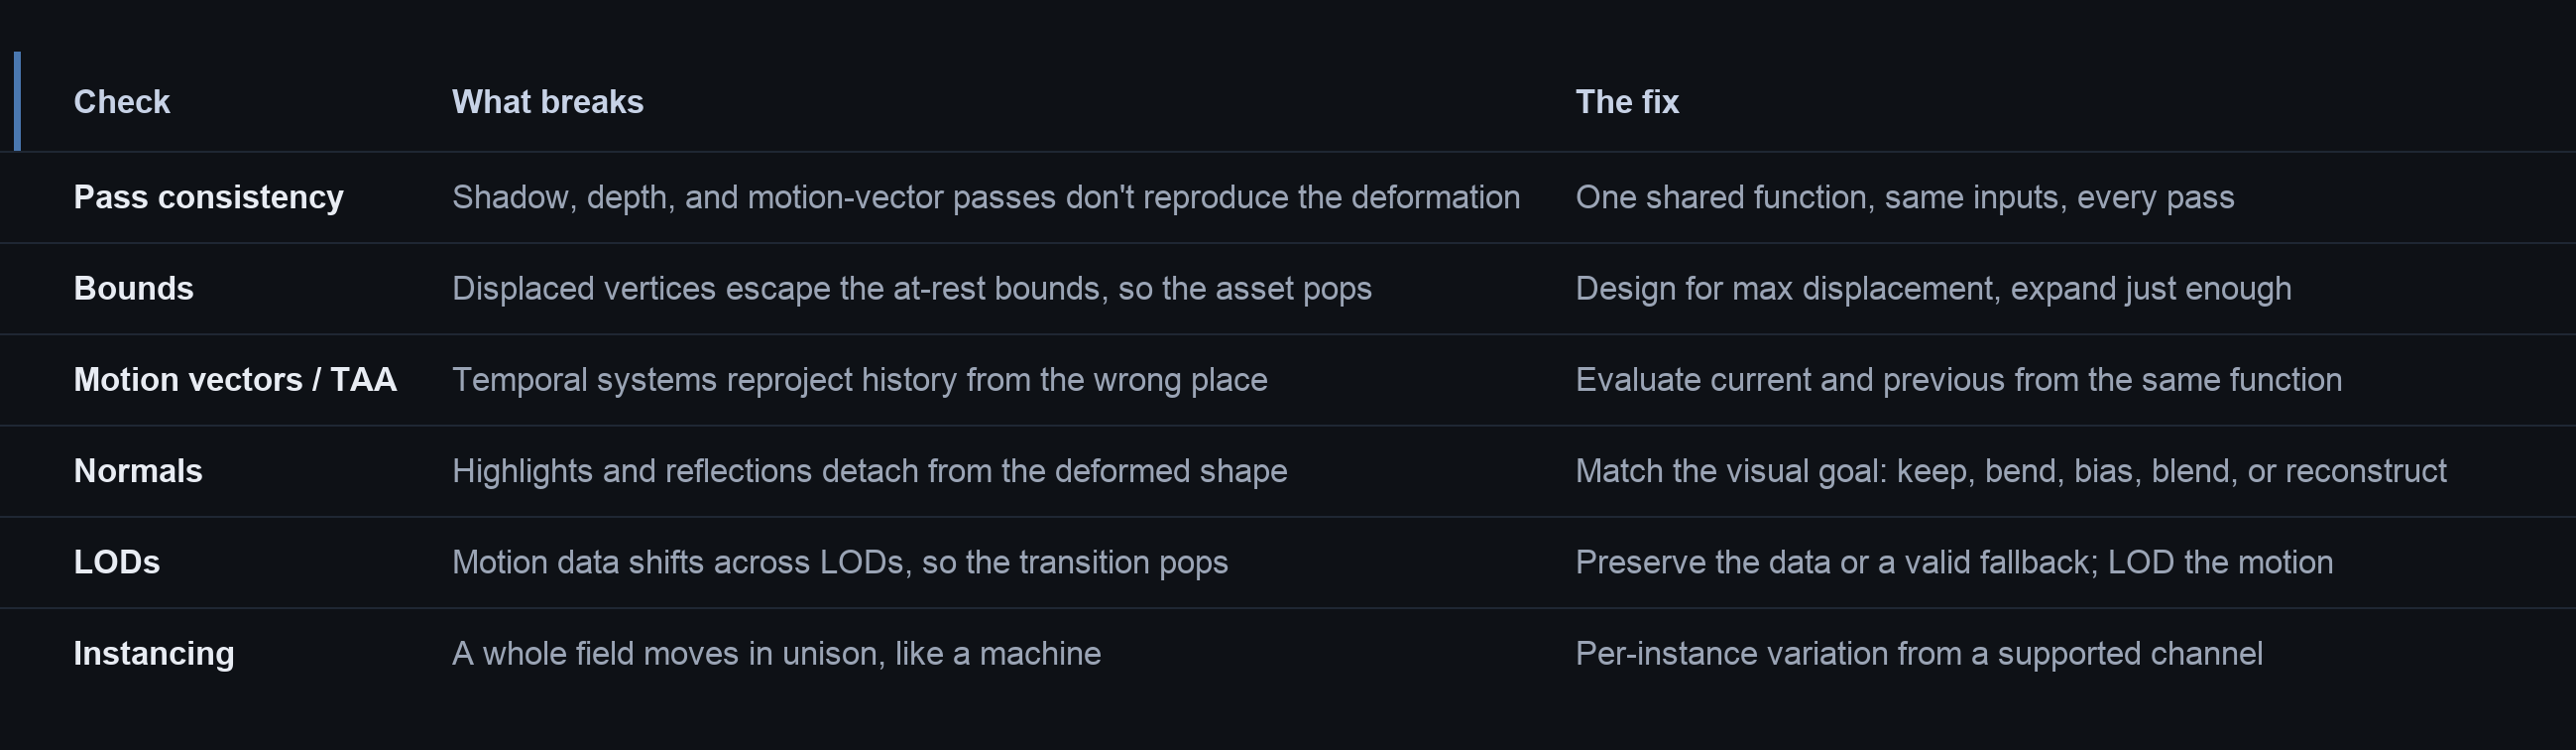 Check What breaks The fix
Pass consistency Shadow, depth, and motion-vector passes don't reproduce the deformation One shared function, same inputs, every pass
Bounds Displaced vertices escape the at-rest bounds, so the asset pops Design for max displacement, expand just enough
Motion vectors / TAA Temporal systems reproject history from the wrong place Evaluate current and previous from the same function
Normals Highlights and reflections detach from the deformed shape Match the visual goal: keep, bend, bias, blend, or reconstruct
LODs Motion data shifts across LODs, so the transition pops Preserve the data or a valid fallback; LOD the motion
Instancing A whole field moves in unison, like a machine Per-instance variation from a supported channel